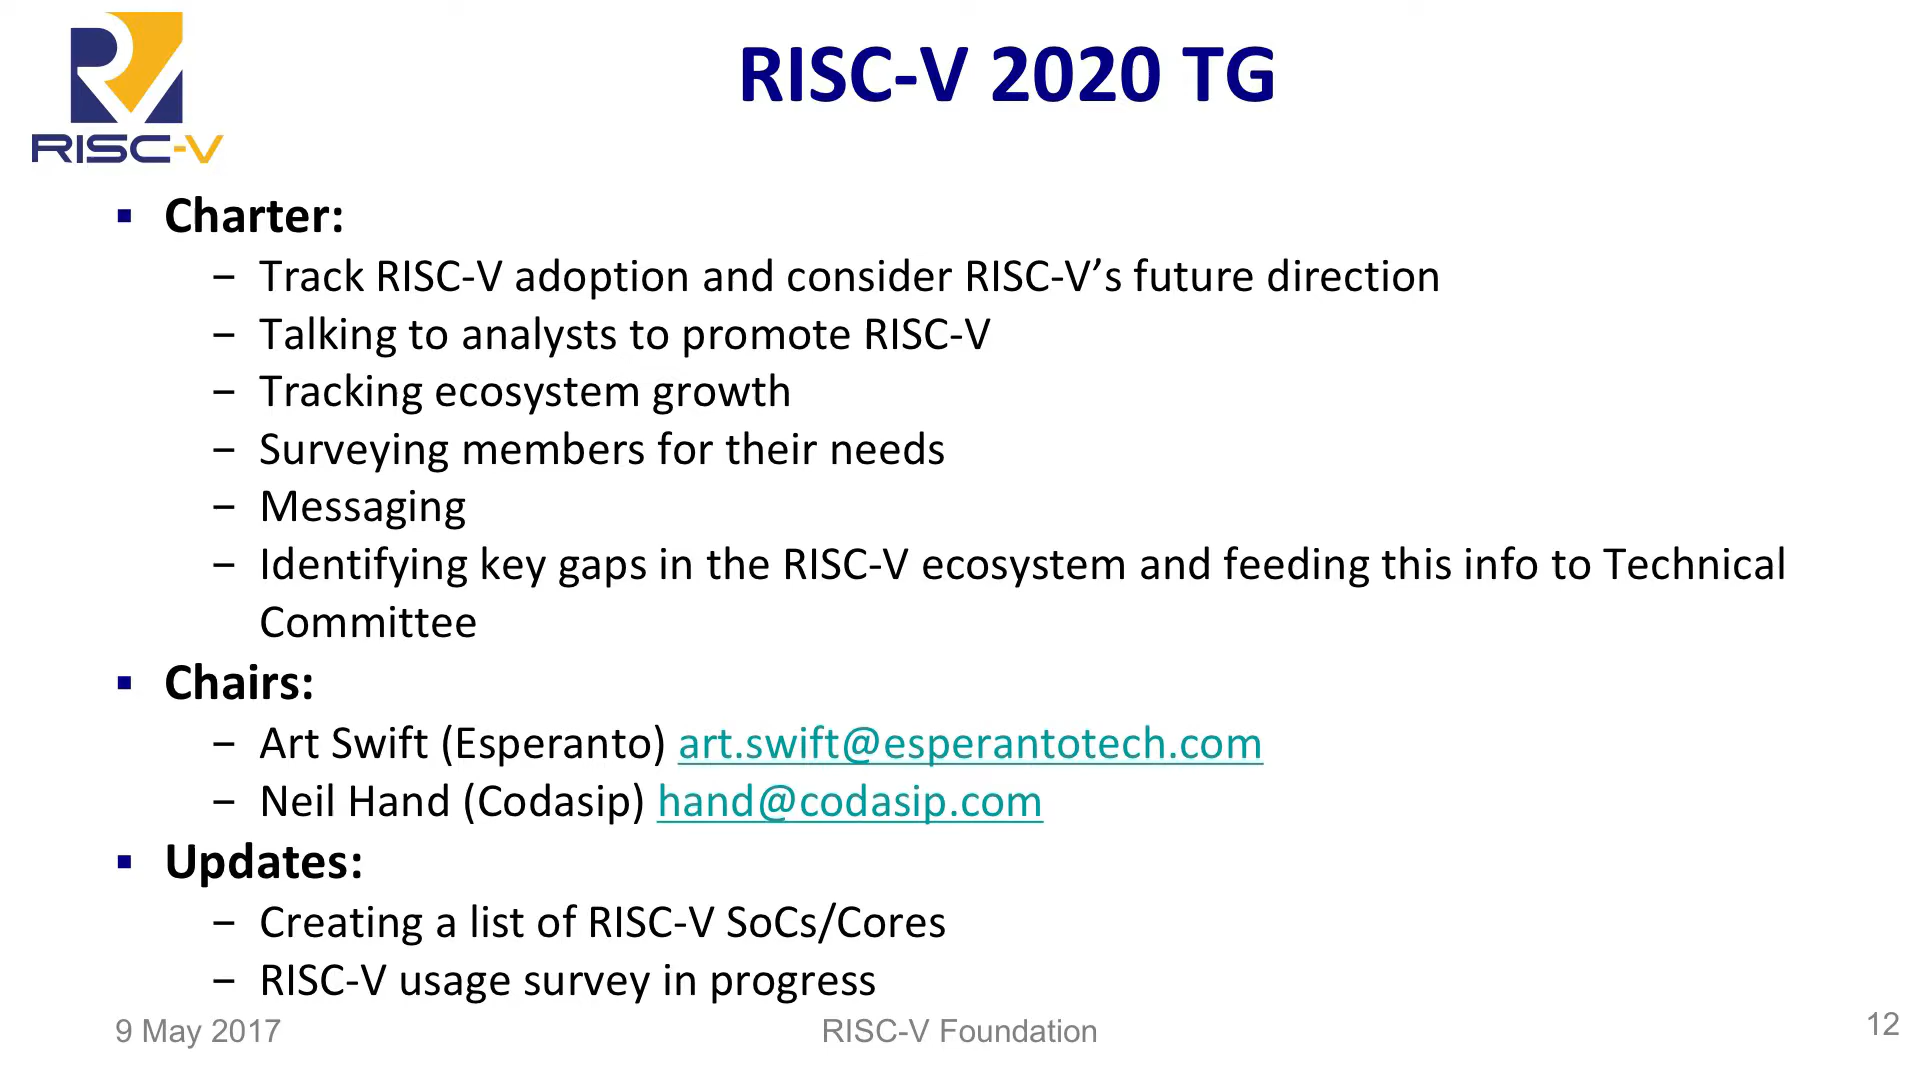 RISC-V
RISC-V 2020 TG
▪ Charter:
– Track RISC-V adoption and consider RISC-V’s future direction
– Talking to analysts to promote RISC-V
– Tracking ecosystem growth
– Surveying members for their needs
– Messaging
– Identifying key gaps in the RISC-V ecosystem and feeding this info to Technical
Committee
▪ Chairs:
– Art Swift (Esperanto) art.swift@esperantotech.com
– Neil Hand (Codasip) hand@codasip.com
▪ Updates:
– Creating a list of RISC-V SoCs/Cores
– RISC-V usage survey in progress
9 May 2017
RISC-V Foundation
12